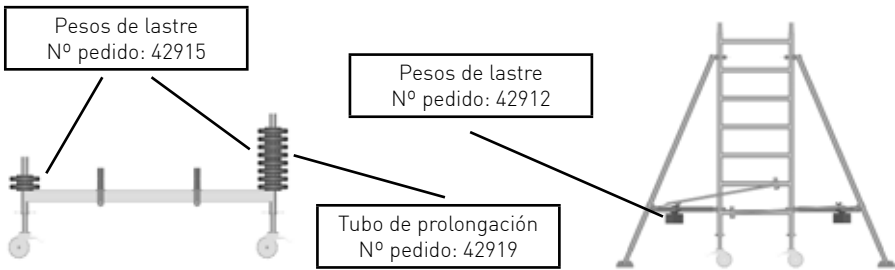 Pesos de lastre
Nº pedido: 42915
Pesos de lastre
Nº pedido: 42912
Tubo de prolongación
Nº pedido: 42919